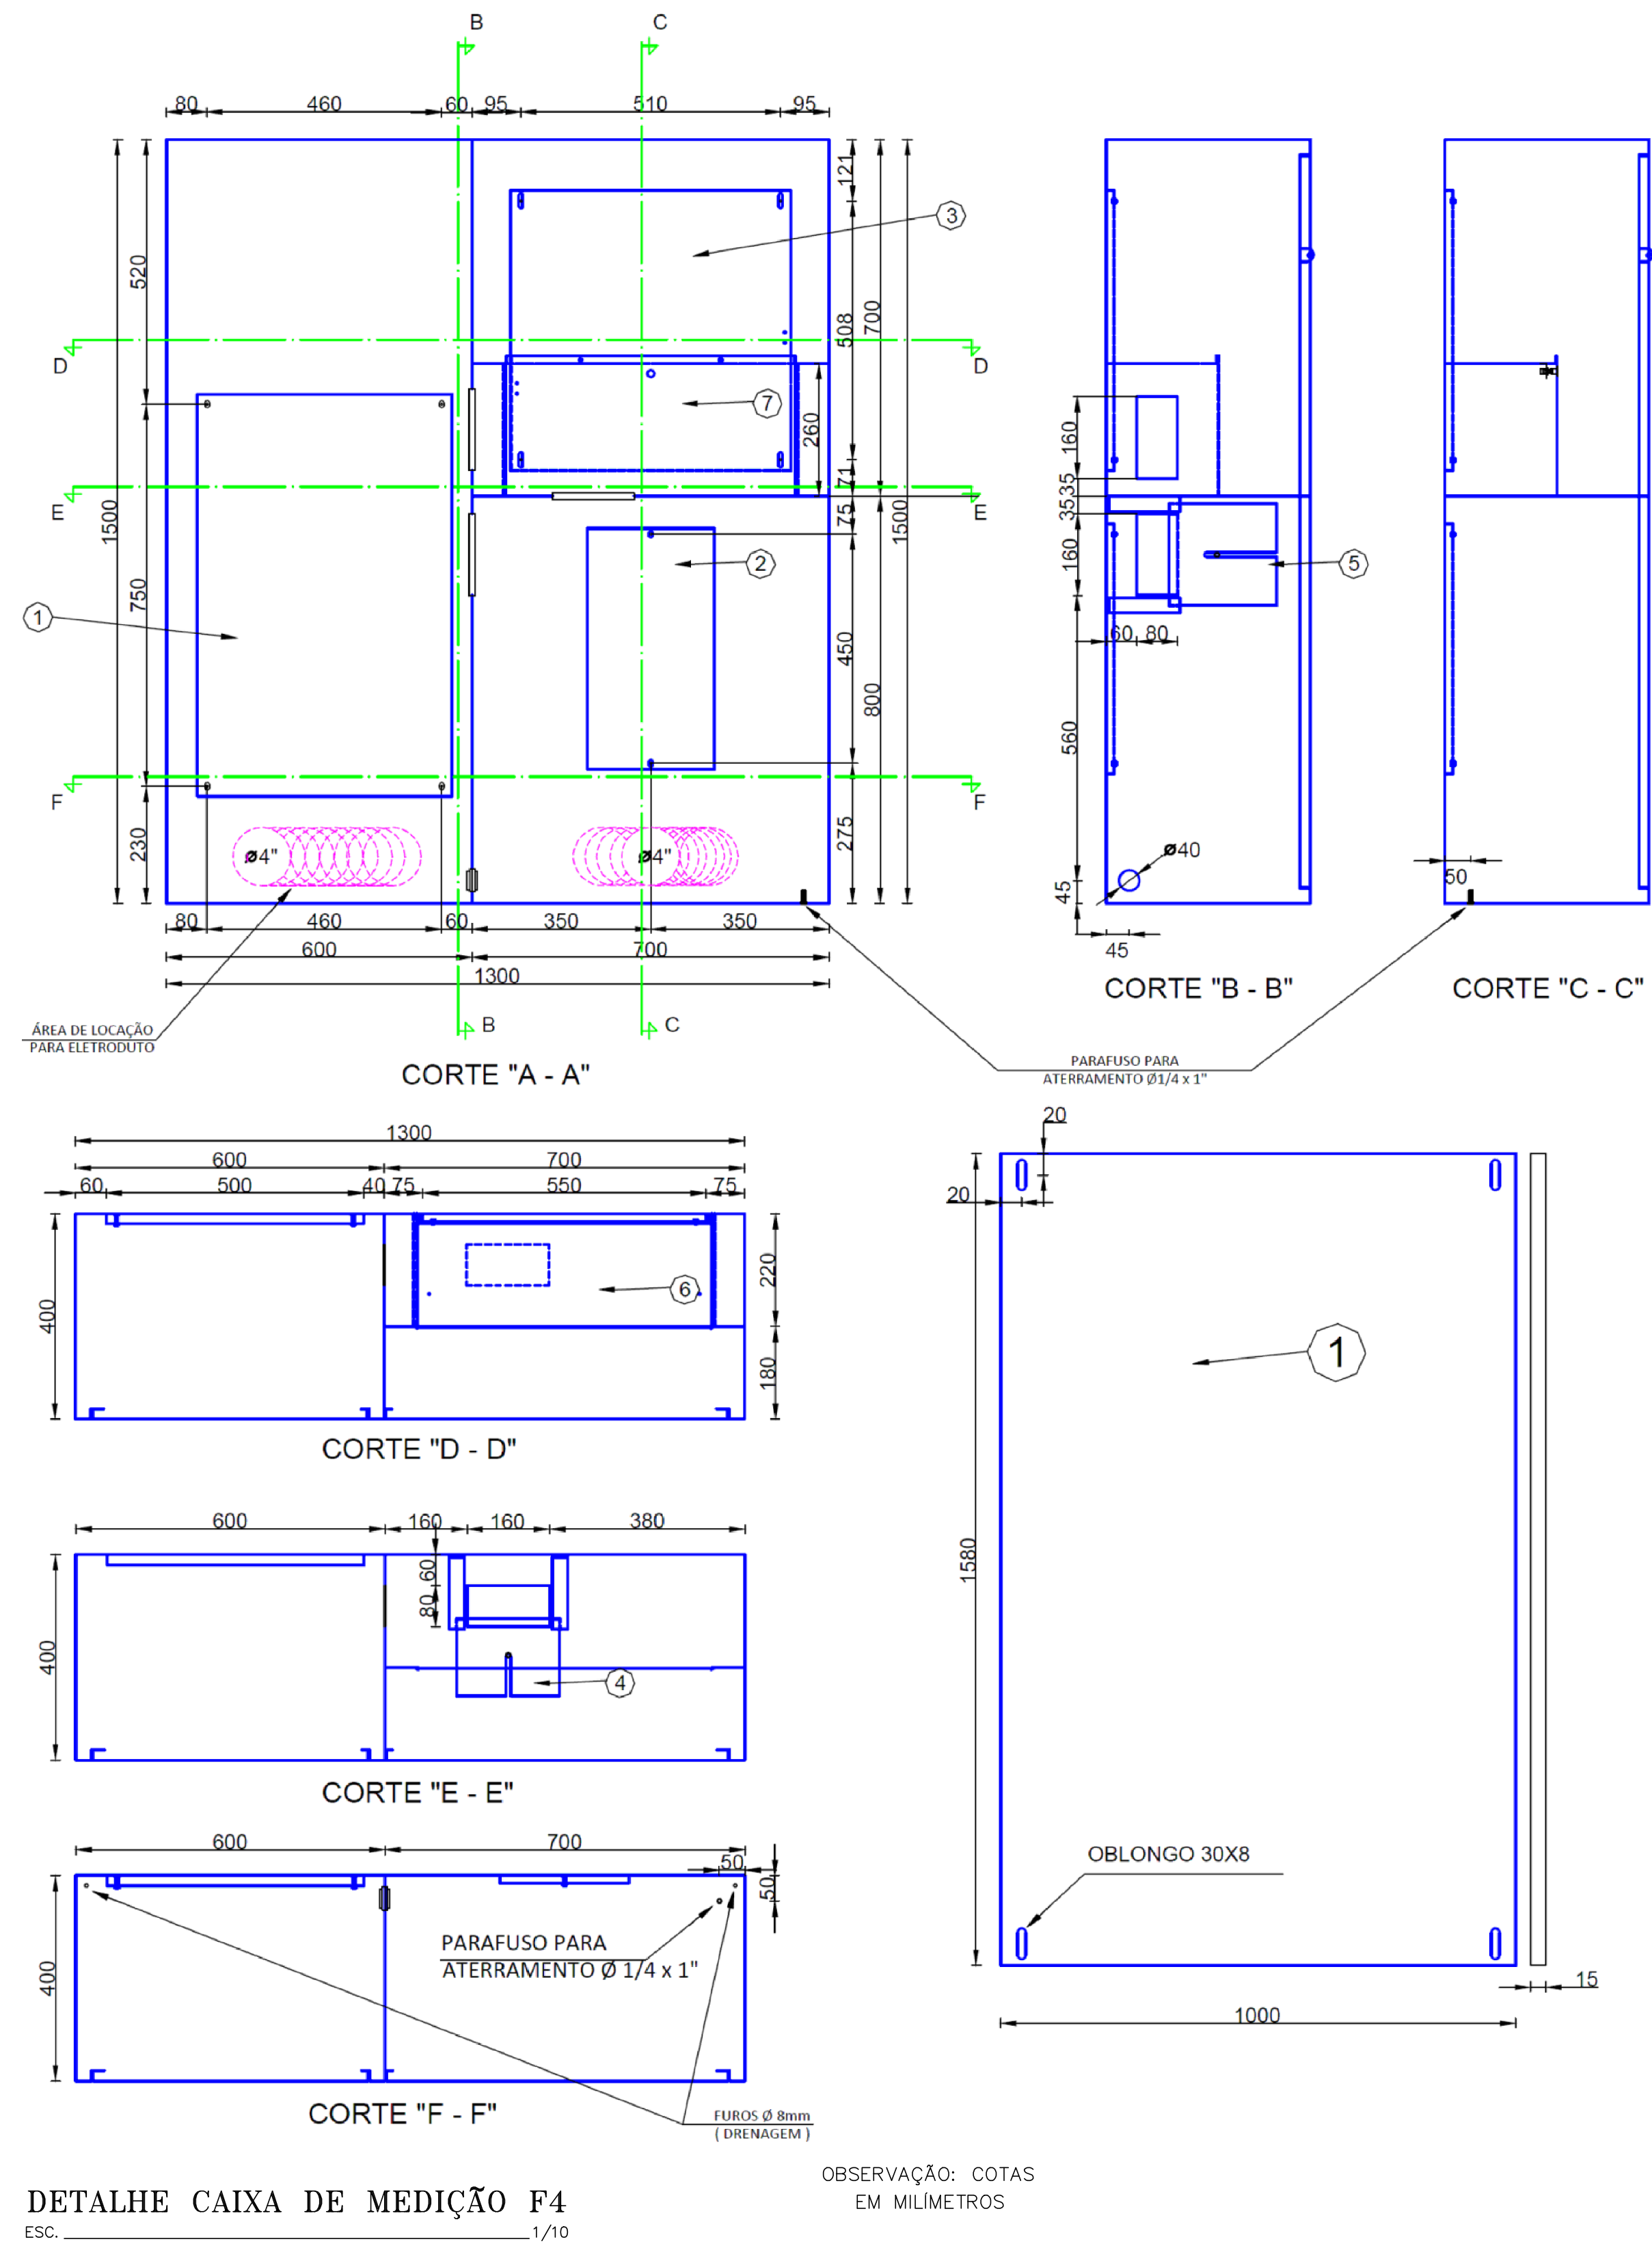 B
C
80
460
60
95
510
95
121
3
520
508
700
D
D
7
260
160
71
35
E
E
35
1500
75
1500
160
2
5
1
750
60
80
450
800
560
F
F
230
ø4"
ø4"
275
ø40
45
50
80
460
60
350
350
600
700
45
1300
CORTE "B - B"
CORTE "C - C"
B
C
ÁREA DE LOCAÇÃO
PARA ELETRODUTO
CORTE "A - A"
PARAFUSO PARA
ATERRAMENTO Ø1/4 x 1"
1300
600
700
60
500
40
75
550
75
220
6
400
180
CORTE "D - D"
20
20
1
1580
OBLONGO 30X8
15
1000
600
160
160
380
60
80
400
4
CORTE "E - E"
600
700
50
50
PARAFUSO PARA
ATERRAMENTO Ø 1/4 x 1"
400
CORTE "F - F"
FUROS Ø 8mm
( DRENAGEM )
OBSERVAÇÃO: COTAS
EM MILÍMETROS
DETALHE CAIXA DE MEDIÇÃO F4
ESC. 1/10